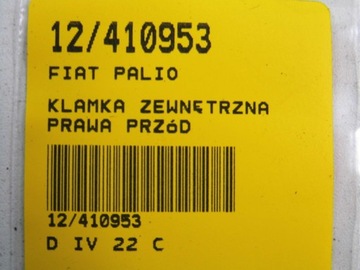 12/410953
FIAT PALIO
KLAMKA ZEWNĘTRZNA
PRAWA PRZóD
12/410953
D IV 22 C